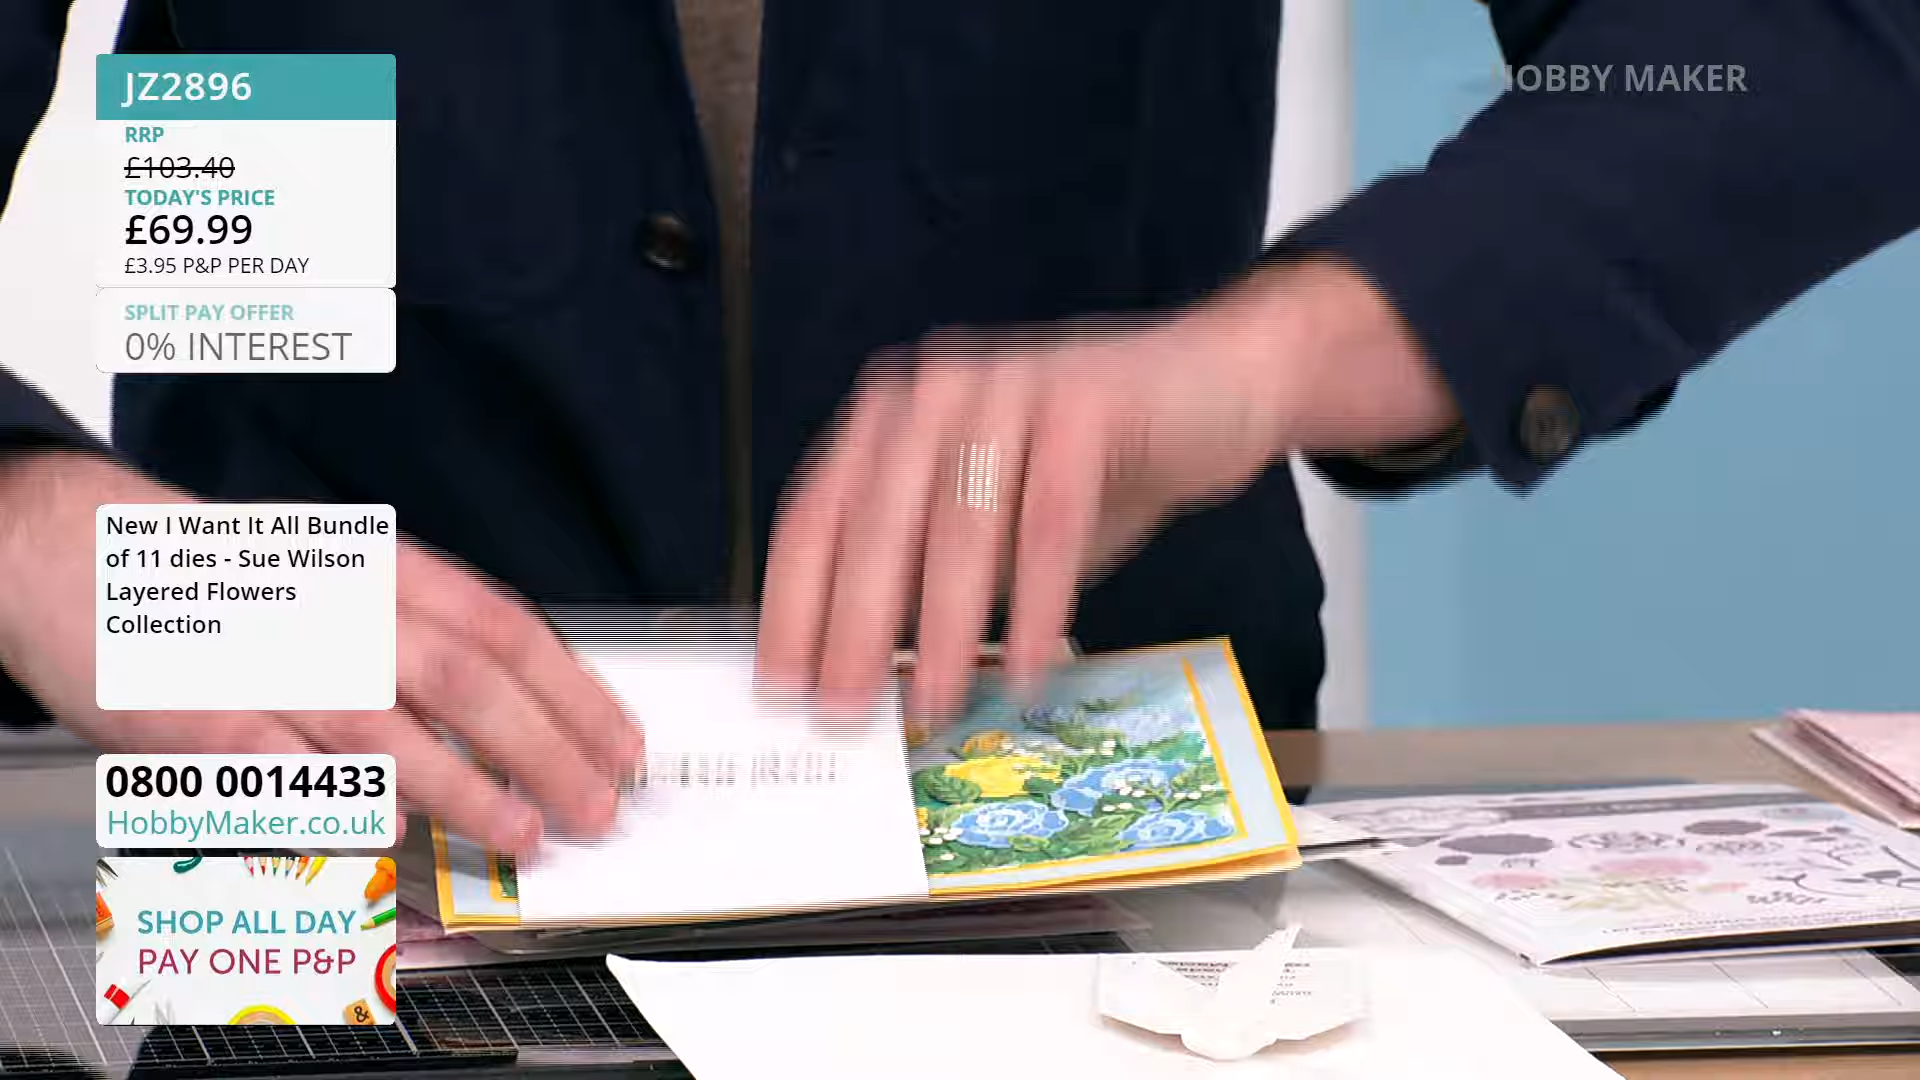 JZ2896
RRP
£103.40
TODAY'S PRICE
£69.99
£3.95 P&P PER DAY
SPLIT PAY OFFER
0% INTEREST
New I Want It All Bundle
of 11 dies - Sue Wilson
Layered Flowers
Collection
0800 0014433
HobbyMaker.co.uk
SHOP ALL DAY
PAY ONE P&P
&
HOBBY MAKER